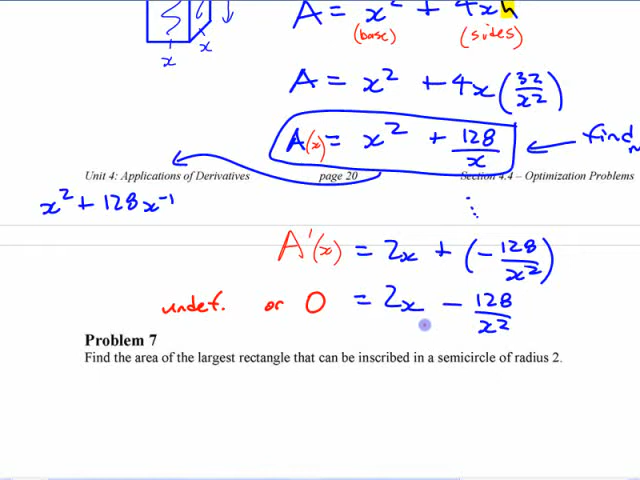 A = x² + 4xh
(base) (sides)
x
x
A = x² + 4x(32/x²)
A(x) = x² + 128/x
find
Unit 4: Applications of Derivatives page 20 Section 4.4 – Optimization Problems
x² + 128x⁻¹
A'(x) = 2x + (-128/x²)
undef. or 0 = 2x - 128/x²
Problem 7
Find the area of the largest rectangle that can be inscribed in a semicircle of radius 2.